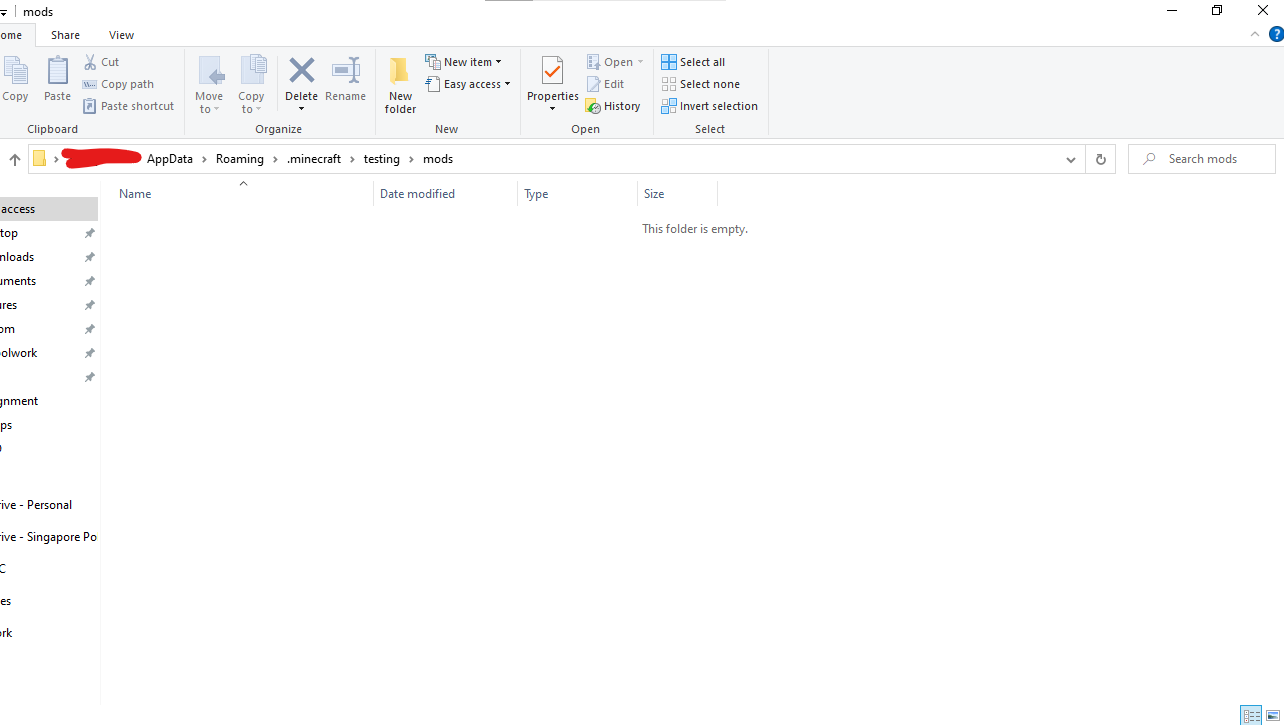 mods
ome Share View
Cut
Copy path
Paste shortcut
Copy Paste
Clipboard
Move to Copy to Delete Rename
Organize
New folder
New item
Easy access
New
Properties
Open
Edit
History
Open
Select all
Select none
Invert selection
Select
AppData Roaming .minecraft testing mods
Search mods
Name Date modified Type Size
This folder is empty.
access
top
nloads
uments
ures
om
olwork
gnment
ps
rive - Personal
rive - Singapore Po
C
es
ork